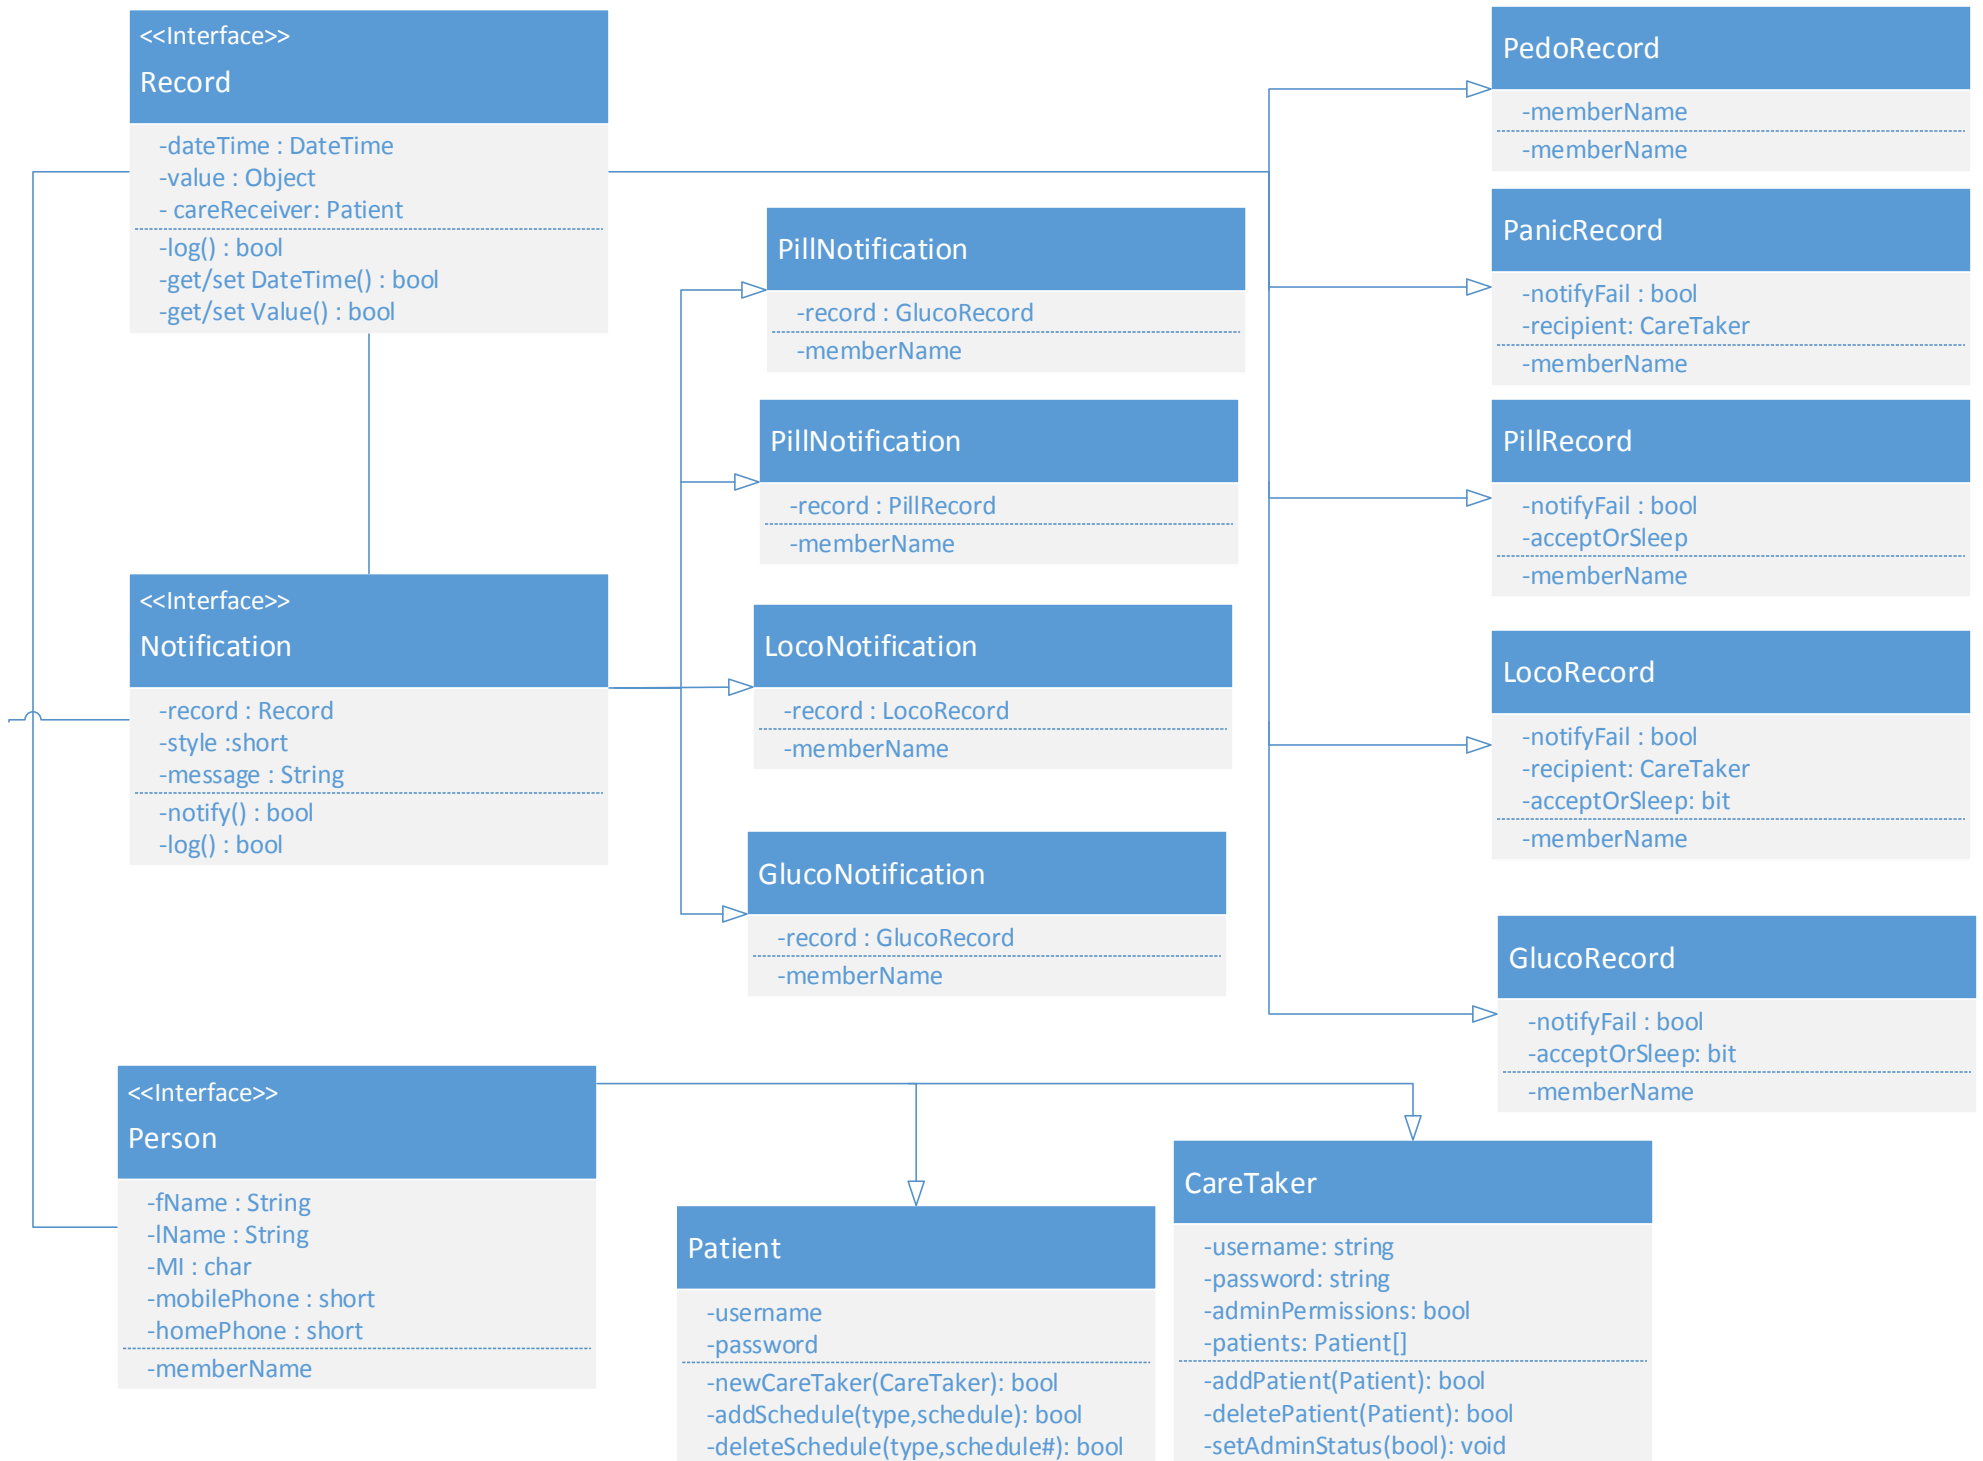 <<Interface>>
Record
-dateTime : DateTime
-value : Object
- careReceiver: Patient
-log() : bool
-get/set DateTime() : bool
-get/set Value() : bool
<<Interface>>
Notification
-record : Record
-style :short
-message : String
-notify() : bool
-log() : bool
<<Interface>>
Person
-fName : String
-lName : String
-MI : char
-mobilePhone : short
-homePhone : short
-memberName
PillNotification
-record : GlucoRecord
-memberName
PillNotification
-record : PillRecord
-memberName
LocoNotification
-record : LocoRecord
-memberName
GlucoNotification
-record : GlucoRecord
-memberName
Patient
-username
-password
-newCareTaker(CareTaker): bool
-addSchedule(type,schedule): bool
-deleteSchedule(type,schedule#): bool
CareTaker
-username: string
-password: string
-adminPermissions: bool
-patients: Patient[]
-addPatient(Patient): bool
-deletePatient(Patient): bool
-setAdminStatus(bool): void
PedoRecord
-memberName
-memberName
PanicRecord
-notifyFail : bool
-recipient: CareTaker
-memberName
PillRecord
-notifyFail : bool
-acceptOrSleep
-memberName
LocoRecord
-notifyFail : bool
-recipient: CareTaker
-acceptOrSleep: bit
-memberName
GlucoRecord
-notifyFail : bool
-acceptOrSleep: bit
-memberName